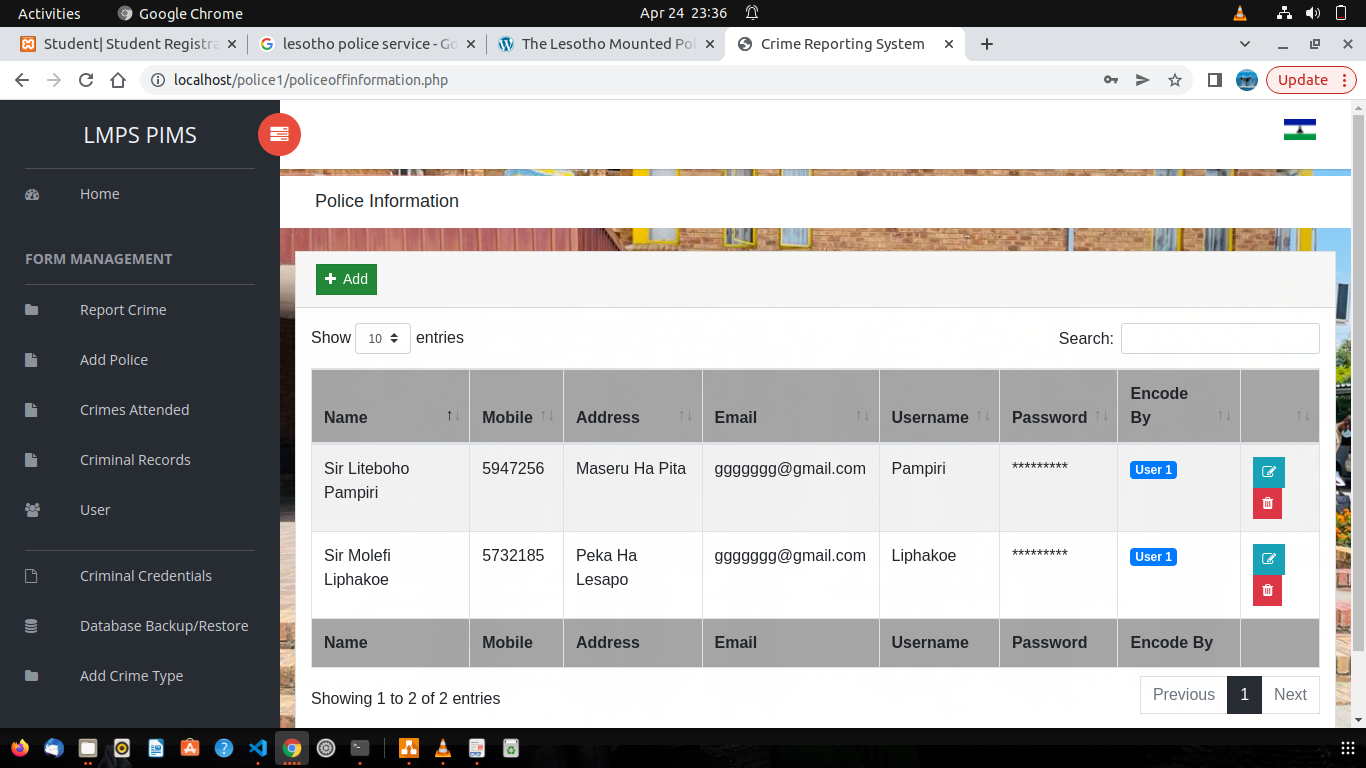 Activities
Google Chrome
Apr 24 23:36
Student| Student Registra
lesotho police service - Go
The Lesotho Mounted Pol
Crime Reporting System
localhost/police1/policeoffinformation.php
Update
LMPS PIMS
Home
FORM MANAGEMENT
Report Crime
Add Police
Crimes Attended
Criminal Records
User
Criminal Credentials
Database Backup/Restore
Add Crime Type
Police Information
Add
Show 10 entries
Search:
Name Mobile Address Email Username Password Encode By
Sir Liteboho Pampiri 5947256 Maseru Ha Pita ggggggg@gmail.com Pampiri ********* User 1
Sir Molefi Liphakoe 5732185 Peka Ha Lesapo ggggggg@gmail.com Liphakoe ********* User 1
Name Mobile Address Email Username Password Encode By
Showing 1 to 2 of 2 entries
Previous 1 Next